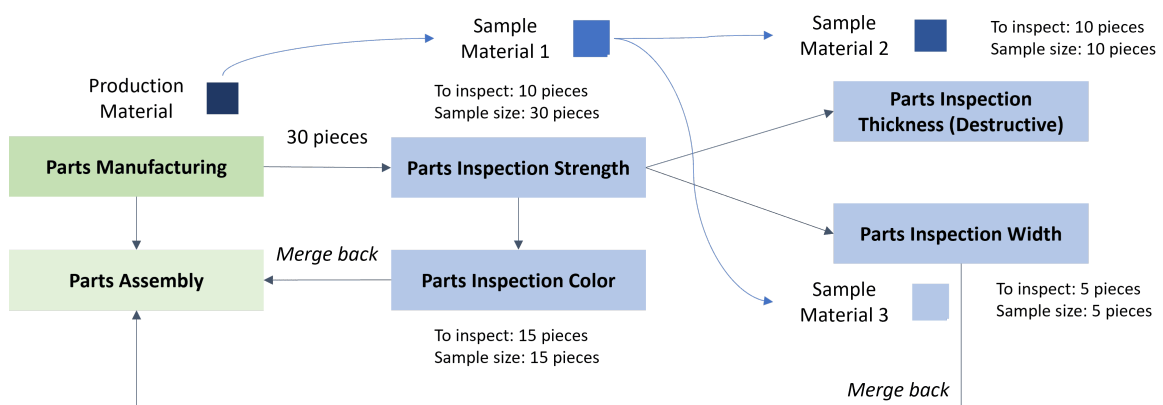 Sample
Material 1
Sample
Material 2
To inspect: 10 pieces
Sample size: 10 pieces
Production
Material
To inspect: 10 pieces
Sample size: 30 pieces
Parts Inspection
Thickness (Destructive)
30 pieces
Parts Manufacturing
Parts Inspection Strength
Parts Inspection Width
Merge back
Parts Assembly
Parts Inspection Color
Sample
Material 3
To inspect: 5 pieces
Sample size: 5 pieces
To inspect: 15 pieces
Sample size: 15 pieces
Merge back